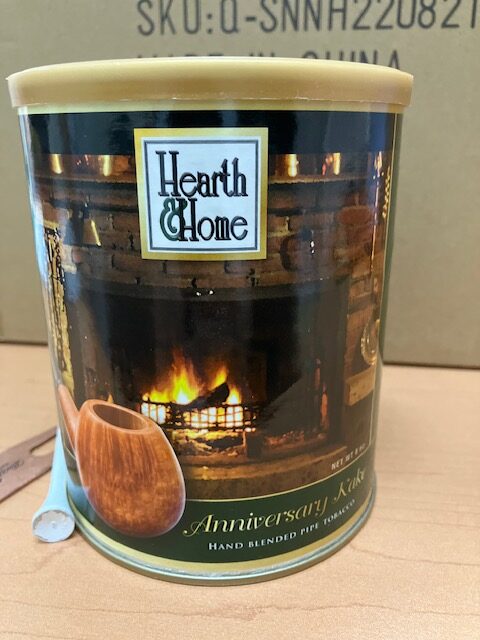 SKU:Q-SNNH220821
MADE IN CHINA
Hearth
& Home
NET WT 8 OZ
Anniversary Kake
HAND BLENDED PIPE TOBACCO